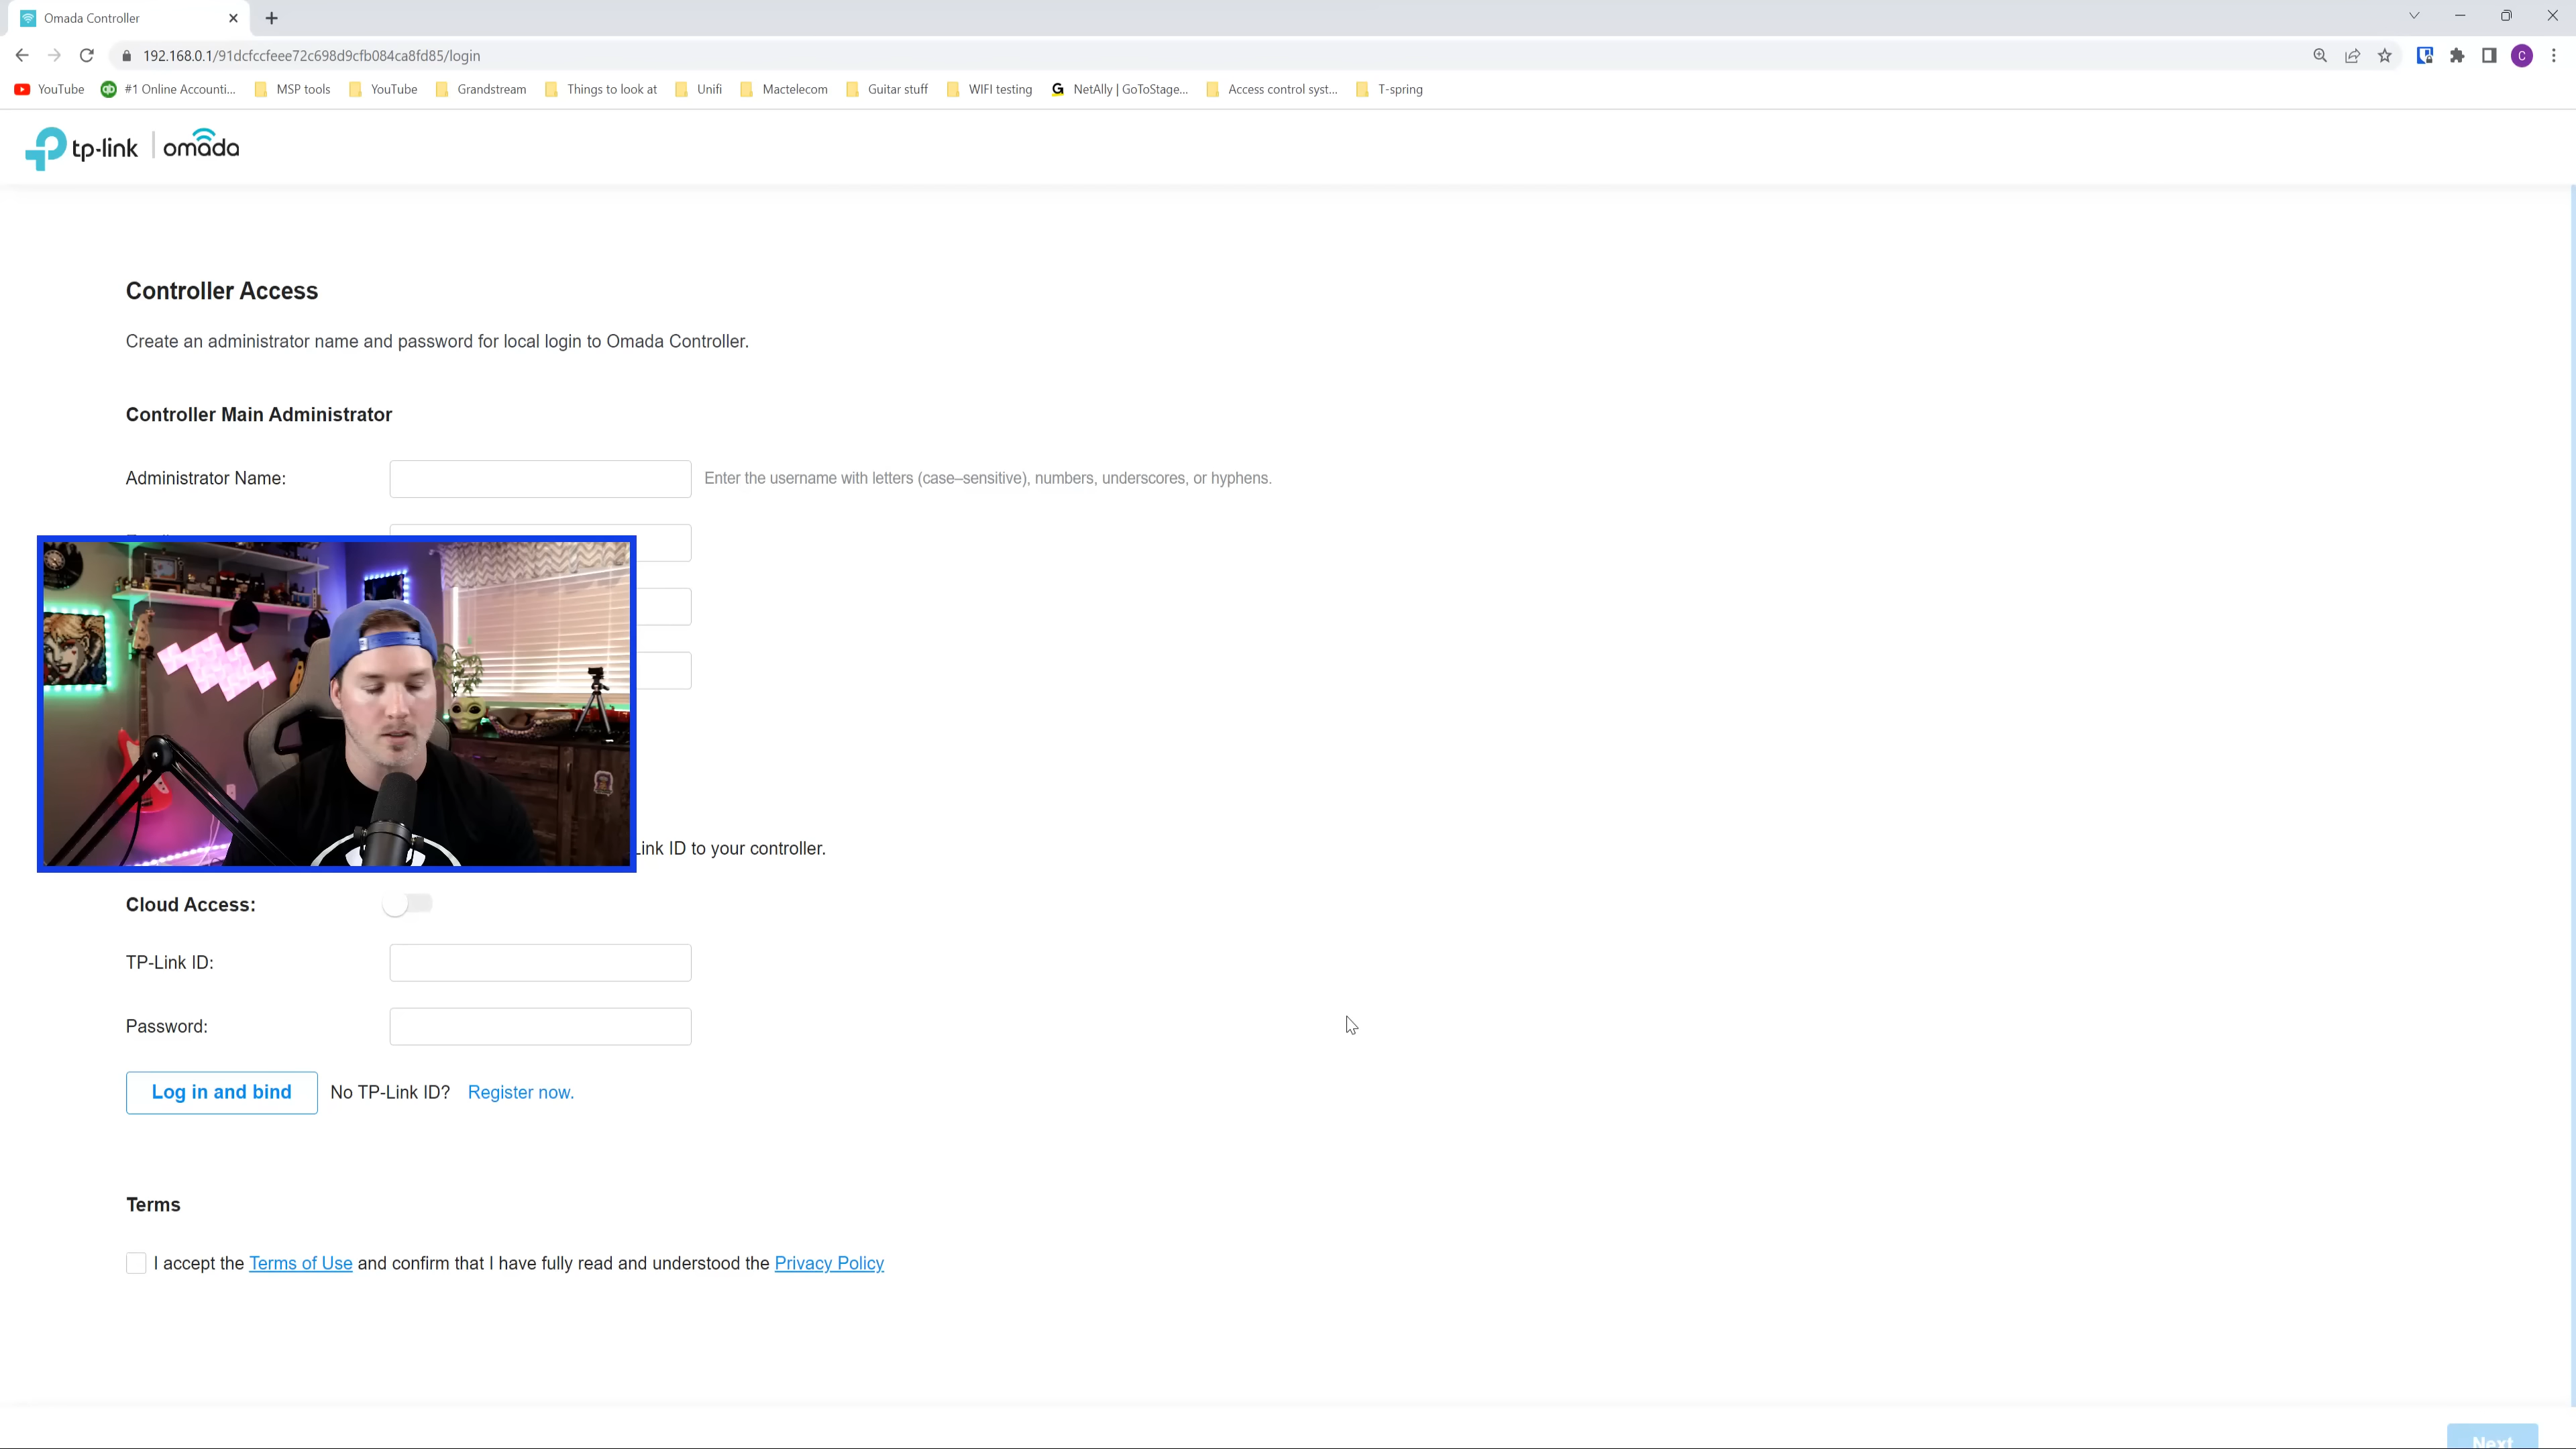 Omada Controller
192.168.0.1/91dcfccfeee72c698d9cfb084ca8fd85/login
C
YouTube #1 Online Accounti... MSP tools YouTube Grandstream Things to look at Unifi Mactelecom Guitar stuff WIFI testing NetAlly | GoToStage... Access control syst... T-spring
tp-link | omada
Controller Access
Create an administrator name and password for local login to Omada Controller.
Controller Main Administrator
Administrator Name: Enter the username with letters (case–sensitive), numbers, underscores, or hyphens.
Link ID to your controller.
Cloud Access:
TP-Link ID:
Password:
Log in and bind No TP-Link ID? Register now.
Terms
I accept the Terms of Use and confirm that I have fully read and understood the Privacy Policy
Next